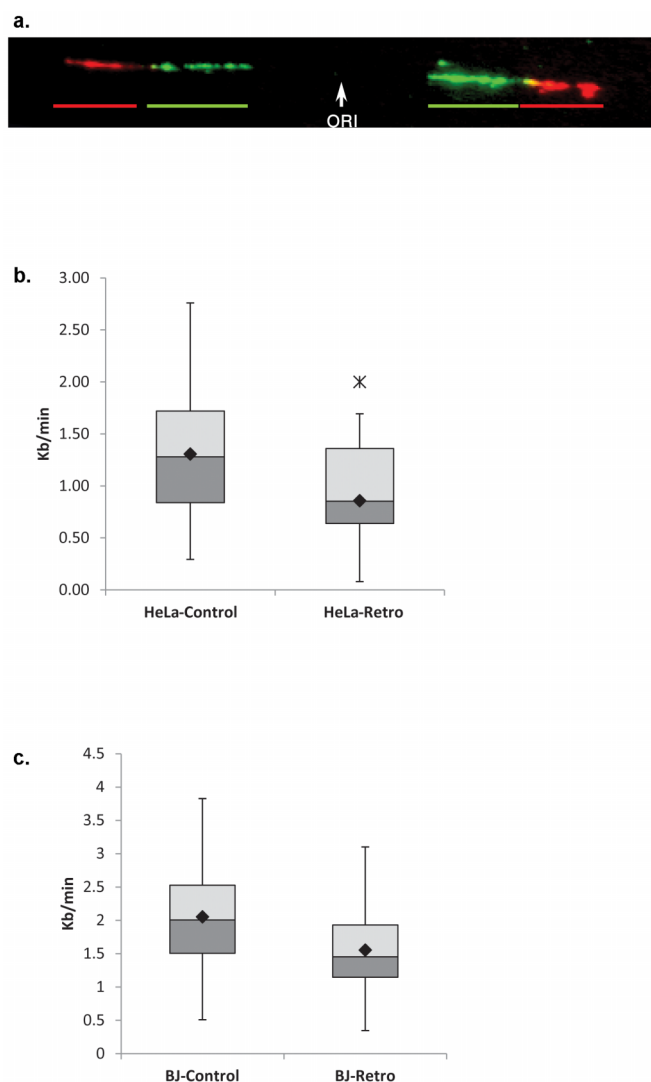 a.
ORI
b.
3.00
2.50
2.00
1.50
1.00
0.50
0.00
Kb/min
HeLa-Control HeLa-Retro
c.
4.5
4
3.5
3
2.5
2
1.5
1
0.5
0
Kb/min
BJ-Control BJ-Retro